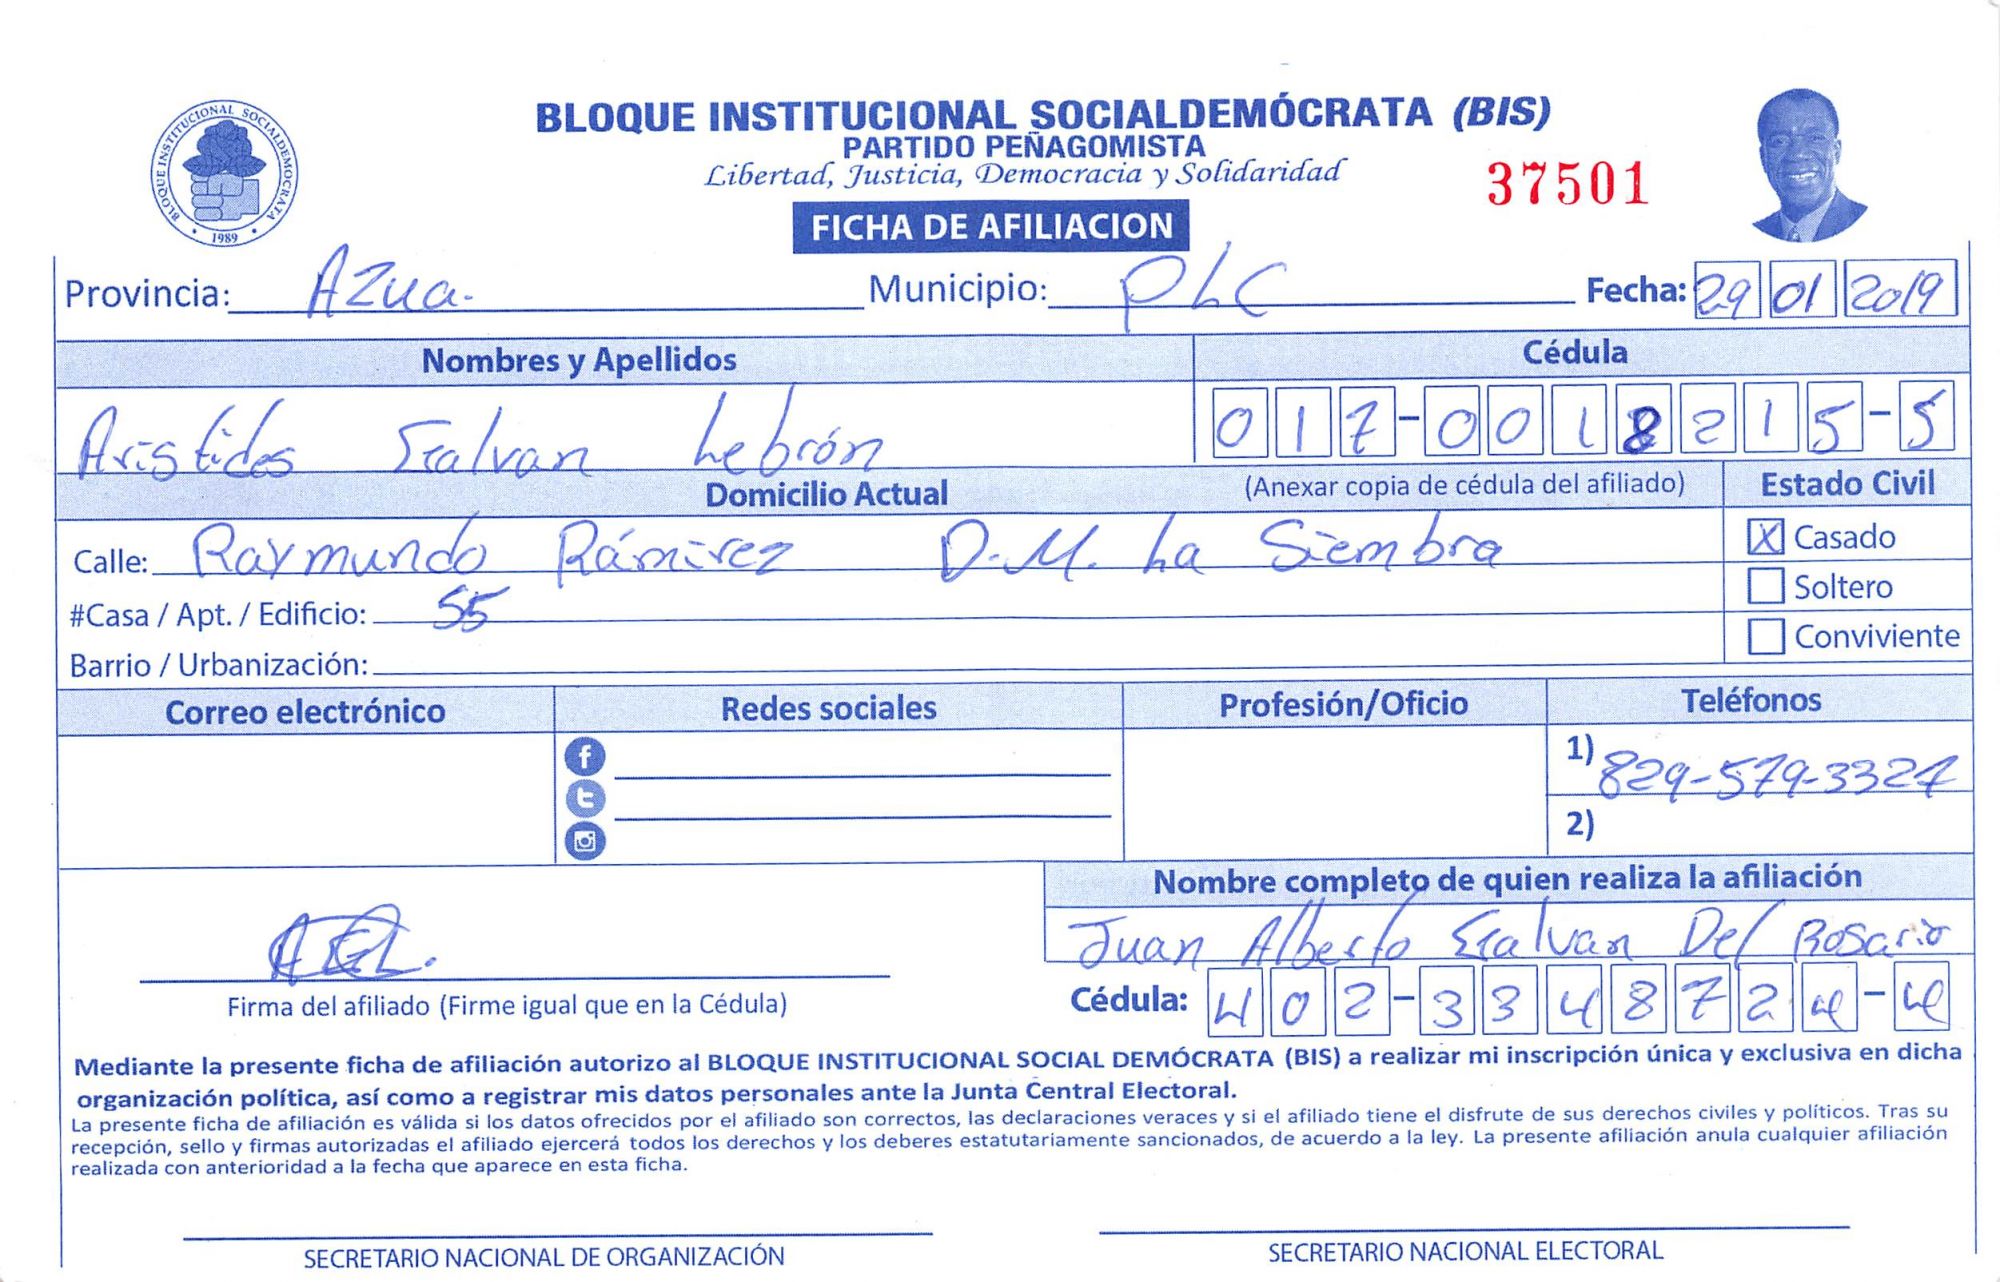 BLOQUE INSTITUCIONAL SOCIALDEMOCRATA
1989
BLOQUE INSTITUCIONAL SOCIALDEMÓCRATA (BIS)
PARTIDO PEÑAGOMISTA
Libertad, Justicia, Democracia y Solidaridad
37501
FICHA DE AFILIACION
Provincia: Azua. Municipio: PLC Fecha: 29 01 2019
Nombres y Apellidos Cédula
Aristides Galvan Lebrón 017-0018215-5
Domicilio Actual (Anexar copia de cédula del afiliado) Estado Civil
Calle: Raymundo Rámirez D.M. La Siembra X Casado
#Casa / Apt. / Edificio: 55 Soltero
Barrio / Urbanización: Conviviente
Correo electrónico Redes sociales Profesión/Oficio Teléfonos
1) 829-579-3327
2)
Nombre completo de quien realiza la afiliación
Juan Alberto Galvan Del Rosario
Firma del afiliado (Firme igual que en la Cédula) Cédula: 402-3348724-4
Mediante la presente ficha de afiliación autorizo al BLOQUE INSTITUCIONAL SOCIAL DEMÓCRATA (BIS) a realizar mi inscripción única y exclusiva en dicha
organización política, así como a registrar mis datos personales ante la Junta Central Electoral.
La presente ficha de afiliación es válida si los datos ofrecidos por el afiliado son correctos, las declaraciones veraces y si el afiliado tiene el disfrute de sus derechos civiles y políticos. Tras su
recepción, sello y firmas autorizadas el afiliado ejercerá todos los derechos y los deberes estatutariamente sancionados, de acuerdo a la ley. La presente afiliación anula cualquier afiliación
realizada con anterioridad a la fecha que aparece en esta ficha.
SECRETARIO NACIONAL DE ORGANIZACIÓN SECRETARIO NACIONAL ELECTORAL